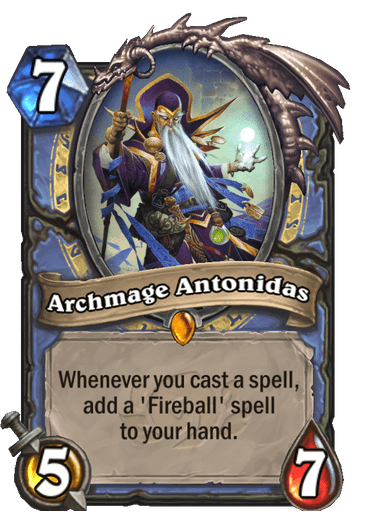 7
Archmage Antonidas
Whenever you cast a spell,
add a 'Fireball' spell
to your hand.
5
7